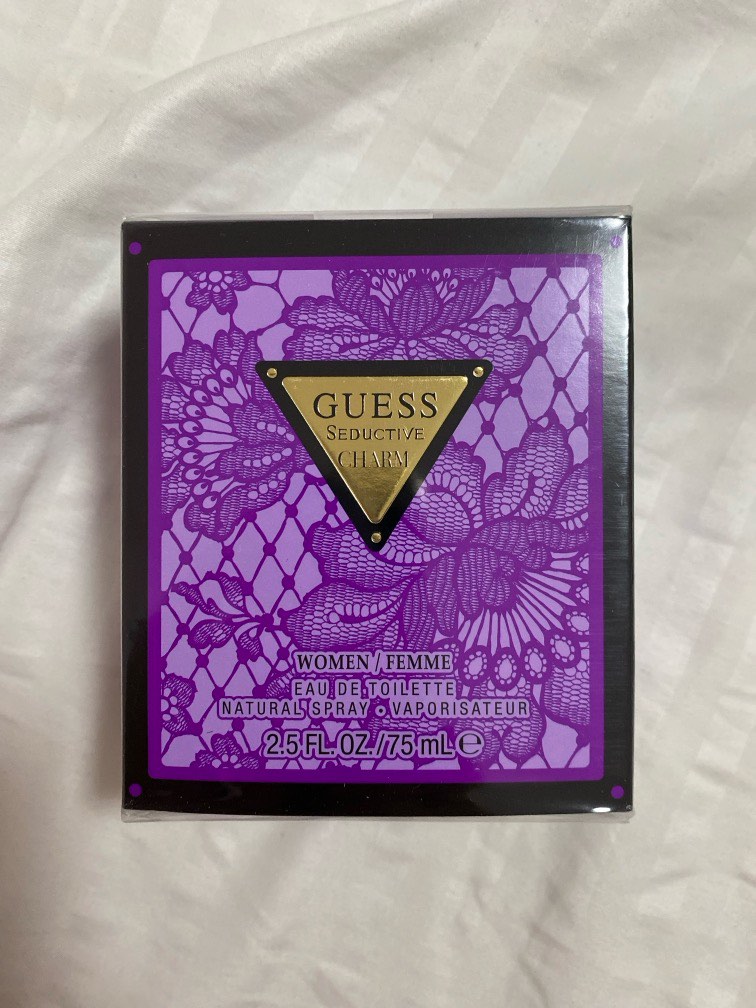 GUESS
SEDUCTIVE
CHARM
WOMEN / FEMME
EAU DE TOILETTE
NATURAL SPRAY • VAPORISATEUR
2.5 FL. OZ./75 mL ℮